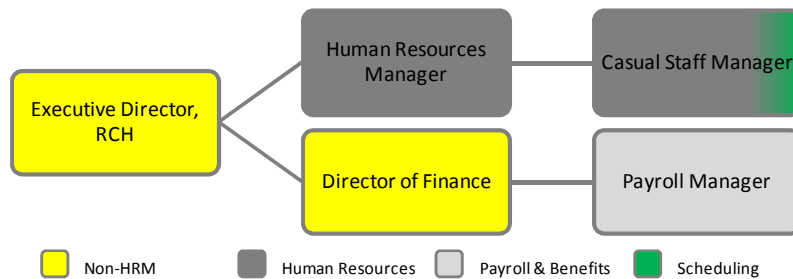 Human Resources
Manager
Casual Staff Manager
Executive Director,
RCH
Director of Finance
Payroll Manager
Non-HRM
Human Resources
Payroll & Benefits
Scheduling